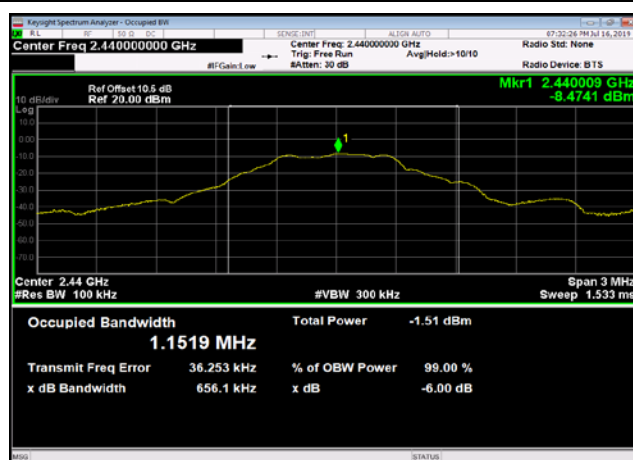 Keysight Spectrum Analyzer - Occupied BW
RL RF 50 Ω DC SENSE:INT ALIGN AUTO 07:32:26 PM Jul 16, 2019
Center Freq 2.440000000 GHz Center Freq: 2.440000000 GHz Radio Std: None
Trig: Free Run Avg|Hold:>10/10
#IFGain:Low #Atten: 30 dB Radio Device: BTS
Ref Offset 10.5 dB Mkr1 2.440009 GHz
10 dB/div Ref 20.00 dBm -8.4741 dBm
Log
10.0
0.00
-10.0
-20.0
-30.0
-40.0
-50.0
-60.0
-70.0
1
Center 2.44 GHz Span 3 MHz
#Res BW 100 kHz #VBW 300 kHz Sweep 1.533 ms
Occupied Bandwidth Total Power -1.51 dBm
1.1519 MHz
Transmit Freq Error 36.253 kHz % of OBW Power 99.00 %
x dB Bandwidth 656.1 kHz x dB -6.00 dB
MSG STATUS